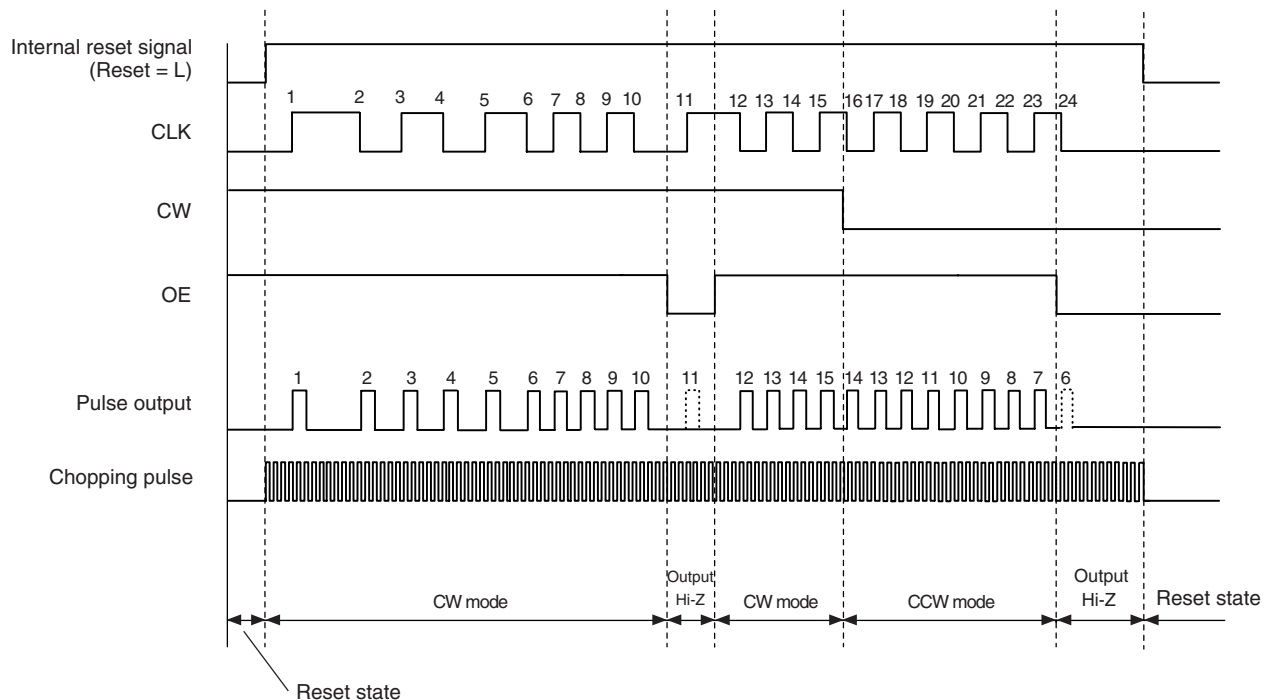 Internal reset signal
(Reset = L)
1 2 3 4 5 6 7 8 9 10 11 12 13 14 15 16 17 18 19 20 21 22 23 24
CLK
CW
OE
1 2 3 4 5 6 7 8 9 10 11 12 13 14 15 14 13 12 11 10 9 8 7 6
Pulse output
Chopping pulse
CW mode
Output
Hi-Z
CW mode
CCW mode
Output
Hi-Z
Reset state
Reset state